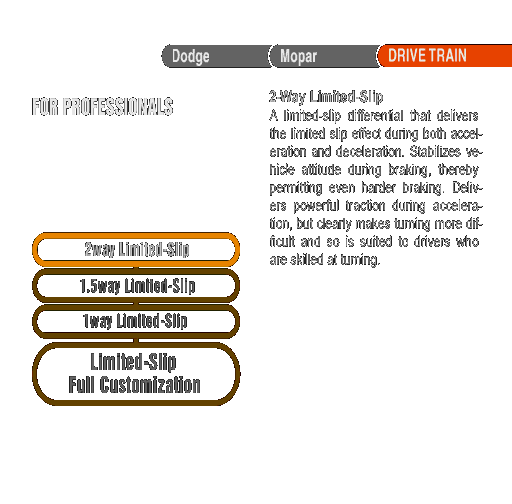 Dodge
Mopar
DRIVE TRAIN
FOR PROFESSIONALS
2-Way Limited-Slip
A limited-slip differential that delivers
the limited slip effect during both accel-
eration and deceleration. Stabilizes ve-
hicle attitude during braking, thereby
permitting even harder braking. Deliv-
ers powerful traction during accelera-
tion, but clearly makes turning more dif-
ficult and so is suited to drivers who
are skilled at turning.
2way Limited-Slip
1.5way Limited-Slip
1way Limited-Slip
Limited-Slip
Full Customization